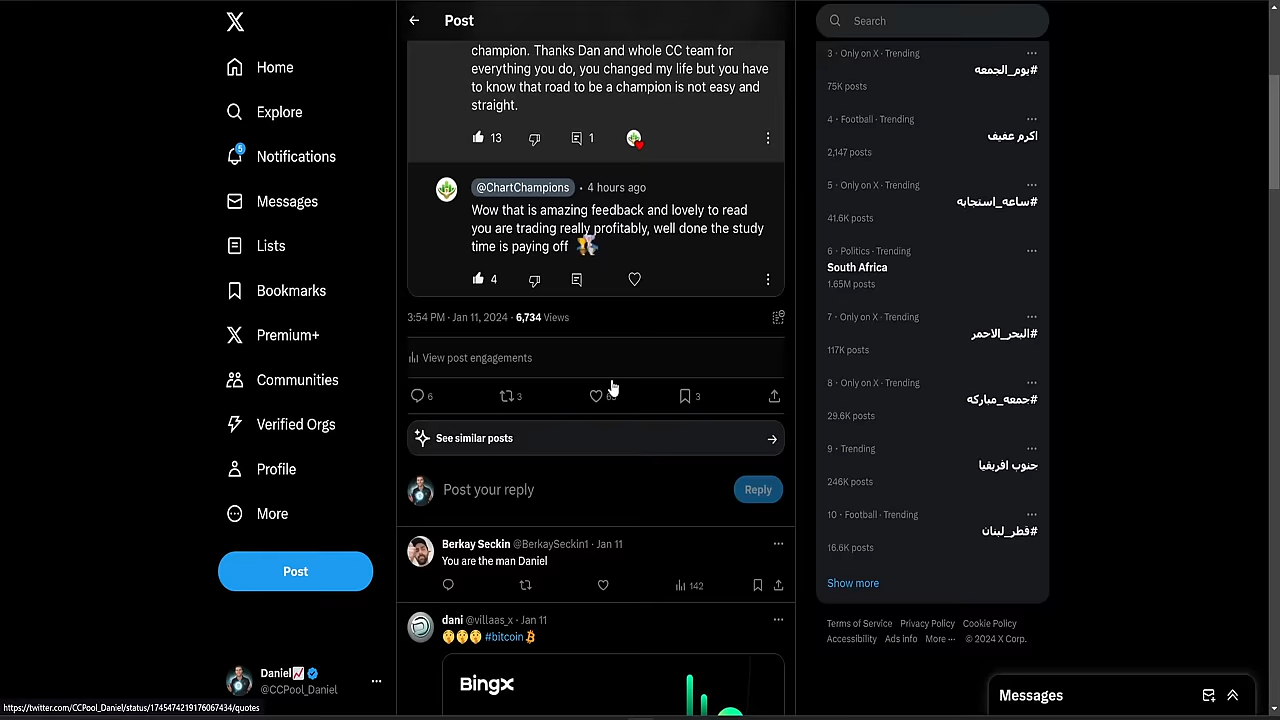 Home
Explore
5
Notifications
Messages
Lists
Bookmarks
Premium+
Communities
Verified Orgs
Profile
More
Post
Daniel📈
@CCPool_Daniel
https://twitter.com/CCPool_Daniel/status/1745474219176067434/quotes
Post
champion. Thanks Dan and whole CC team for
everything you do, you changed my life but you have
to know that road to be a champion is not easy and
straight.
13
1
@ChartChampions · 4 hours ago
Wow that is amazing feedback and lovely to read
you are trading really profitably, well done the study
time is paying off
4
3:54 PM · Jan 11, 2024 · 6,734 Views
View post engagements
6
3
3
See similar posts
Post your reply
Reply
Berkay Seckin @BerkaySeckin1 · Jan 11
You are the man Daniel
142
dani @villaas_x · Jan 11
🤫🤫🤫 #bitcoin
BingX
Search
3 · Only on X · Trending
#يوم_الجمعه
75K posts
4 · Football · Trending
اكرم عفيف
2,147 posts
5 · Only on X · Trending
#ساعه_استجابه
41.6K posts
6 · Politics · Trending
South Africa
1.65M posts
7 · Only on X · Trending
#البحر_الاحمر
117K posts
8 · Only on X · Trending
#جمعه_مباركه
29.6K posts
9 · Trending
جنوب افريقيا
246K posts
10 · Football · Trending
#قطر_لبنان
16.6K posts
Show more
Terms of Service Privacy Policy Cookie Policy
Accessibility Ads info More ··· © 2024 X Corp.
Messages